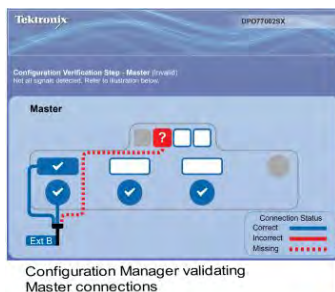 Tektronix
DPO77002SX
Configuration Verification Step - Master (Invalid)
Not all signals detected. Refer to illustration below.
Master
?
Ext B
Connection Status
Correct
Incorrect
Missing
Configuration Manager validating
Master connections